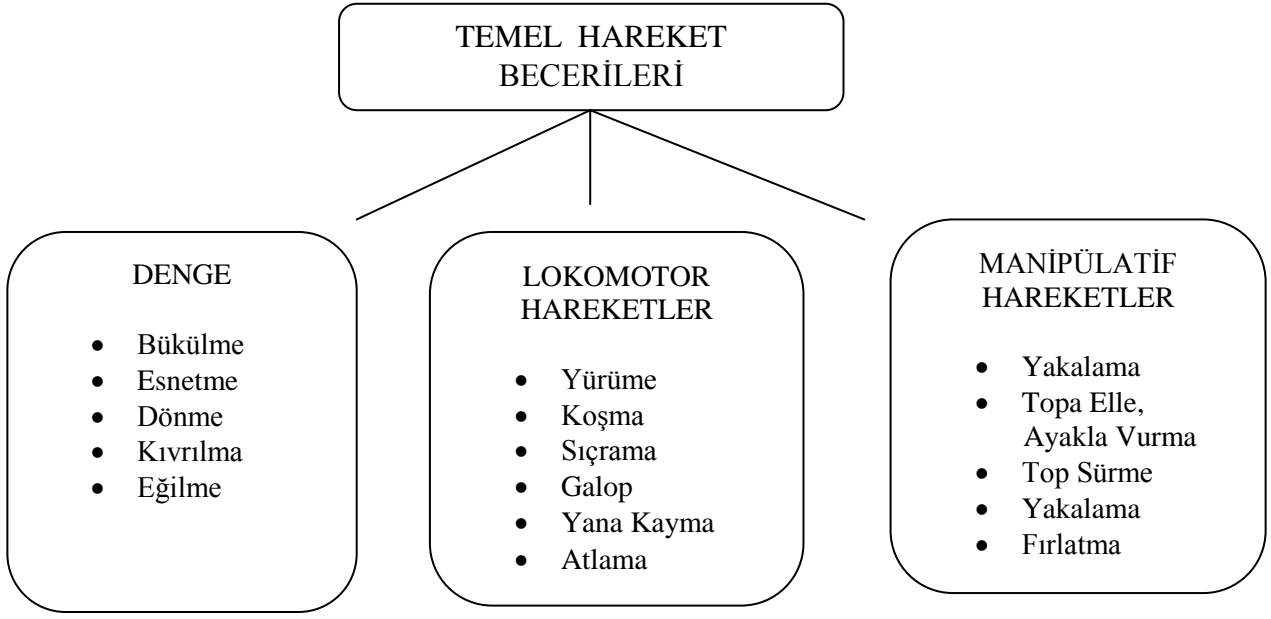 TEMEL HAREKET
BECERİLERİ
DENGE
• Bükülme
• Esnetme
• Dönme
• Kıvrılma
• Eğilme
LOKOMOTOR
HAREKETLER
• Yürüme
• Koşma
• Sıçrama
• Galop
• Yana Kayma
• Atlama
MANİPÜLATİF
HAREKETLER
• Yakalama
• Topa Elle,
Ayakla Vurma
• Top Sürme
• Yakalama
• Fırlatma